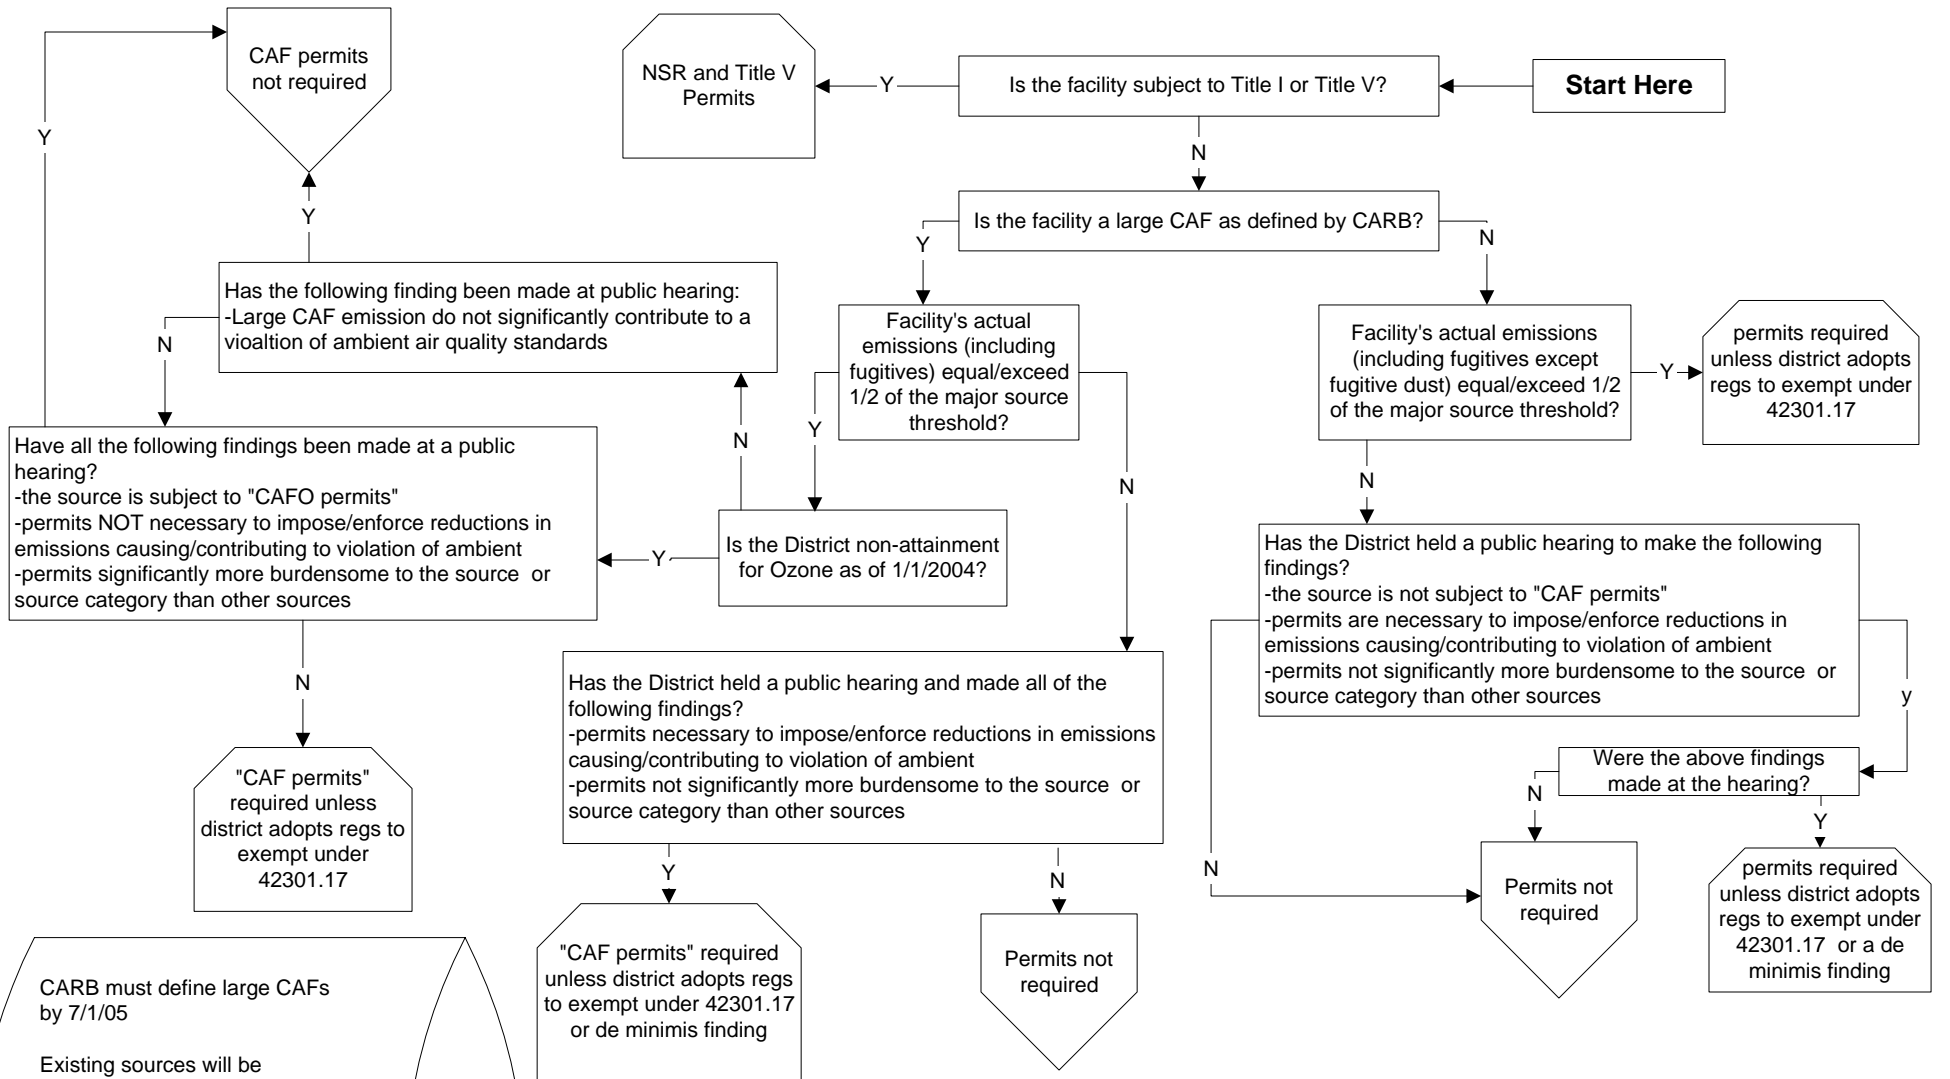 Start Here
Is the facility subject to Title I or Title V?
Y
NSR and Title V
Permits
N
Is the facility a large CAF as defined by CARB?
Y
N
Facility's actual
emissions (including
fugitives) equal/exceed
1/2 of the major source
threshold?
Y
N
Facility's actual emissions
(including fugitives except
fugitive dust) equal/exceed 1/2
of the major source threshold?
Y
permits required
unless district adopts
regs to exempt under
42301.17
N
Has the District held a public hearing to make the following
findings?
-the source is not subject to "CAF permits"
-permits are necessary to impose/enforce reductions in
emissions causing/contributing to violation of ambient
-permits not significantly more burdensome to the source or
source category than other sources
N
y
Were the above findings
made at the hearing?
N
Y
Permits not
required
permits required
unless district adopts
regs to exempt under
42301.17 or a de
minimis finding
Is the District non-attainment
for Ozone as of 1/1/2004?
N
Y
Has the following finding been made at public hearing:
-Large CAF emission do not significantly contribute to a
vioaltion of ambient air quality standards
Y
N
CAF permits
not required
Have all the following findings been made at a public
hearing?
-the source is subject to "CAFO permits"
-permits NOT necessary to impose/enforce reductions in
emissions causing/contributing to violation of ambient
-permits significantly more burdensome to the source or
source category than other sources
Y
N
"CAF permits"
required unless
district adopts regs to
exempt under
42301.17
Has the District held a public hearing and made all of the
following findings?
-permits necessary to impose/enforce reductions in emissions
causing/contributing to violation of ambient
-permits not significantly more burdensome to the source or
source category than other sources
Y
N
"CAF permits" required
unless district adopts regs
to exempt under 42301.17
or de minimis finding
Permits not
required
CARB must define large CAFs
by 7/1/05
Existing sources will be